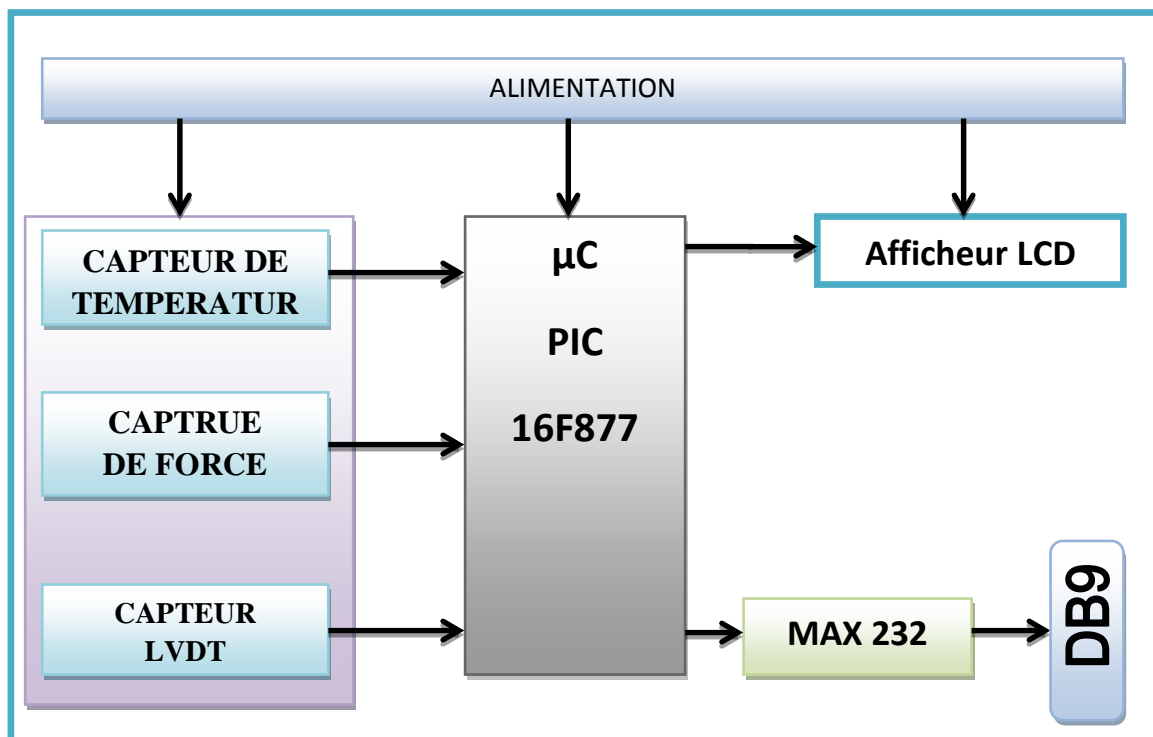 ALIMENTATION
CAPTEUR DE
TEMPERATUR
CAPTRUE
DE FORCE
CAPTEUR
LVDT
µC
PIC
16F877
Afficheur LCD
MAX 232
DB9